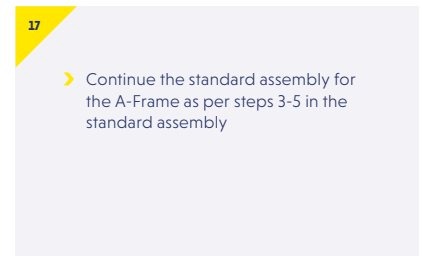 17
Continue the standard assembly for
the A-Frame as per steps 3-5 in the
standard assembly